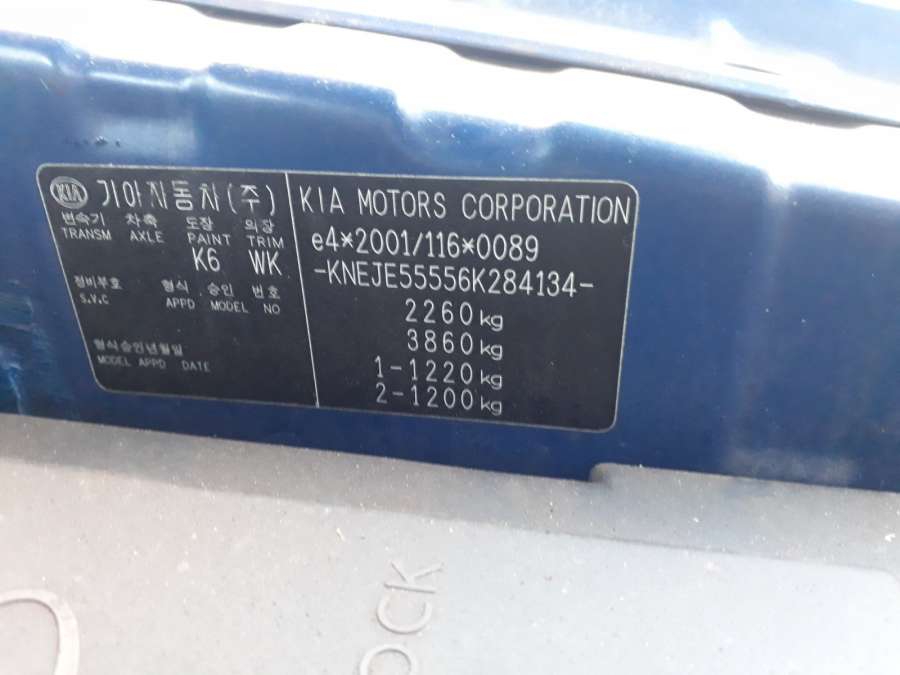 KIA 기아자동차(주)
변속기 차축 도장 의장
TRANSM AXLE PAINT TRIM
K6 WK
정비부호 형식 승인 번호
S.V.C APPD MODEL NO
형식승인년월일
MODEL APPD DATE
KIA MOTORS CORPORATION
e4*2001/116*0089
-KNEJE55556K284134-
2260kg
3860kg
1-1220kg
2-1200kg
OCK